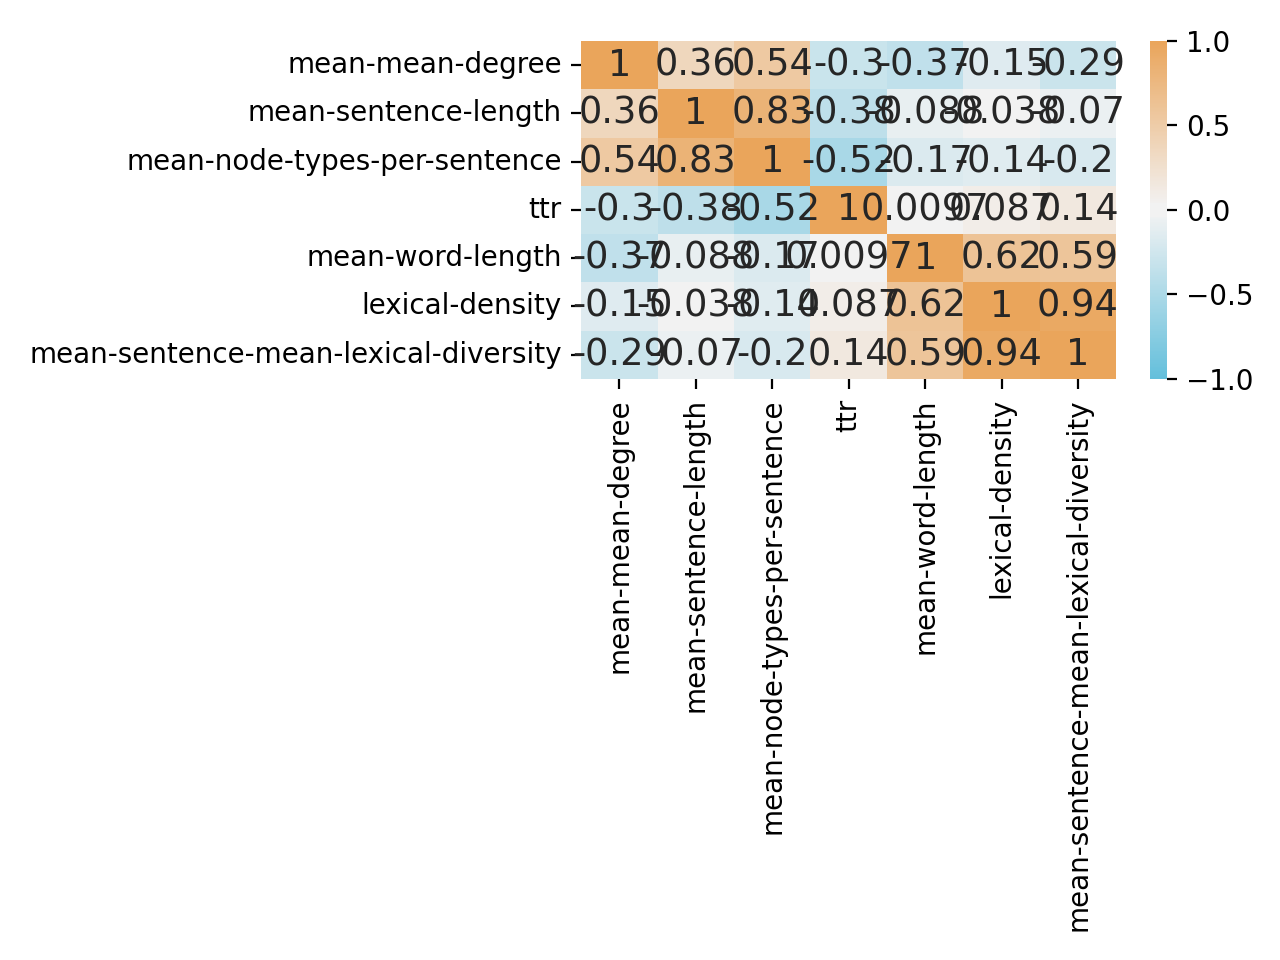 mean-mean-degree 1 0.36 0.54 -0.3 -0.37 -0.15 -0.29
mean-sentence-length 0.36 1 0.83 -0.38 -0.088 -0.038 -0.07
mean-node-types-per-sentence 0.54 0.83 1 -0.52 -0.17 -0.14 -0.2
ttr -0.3 -0.38 -0.52 1 0.0097 0.087 0.14
mean-word-length -0.37 -0.088 -0.17 0.0097 1 0.62 0.59
lexical-density -0.15 -0.038 -0.14 0.087 0.62 1 0.94
mean-sentence-mean-lexical-diversity -0.29 -0.07 -0.2 0.14 0.59 0.94 1
mean-mean-degree
mean-sentence-length
mean-node-types-per-sentence
ttr
mean-word-length
lexical-density
mean-sentence-mean-lexical-diversity
1.0
0.5
0.0
−0.5
−1.0